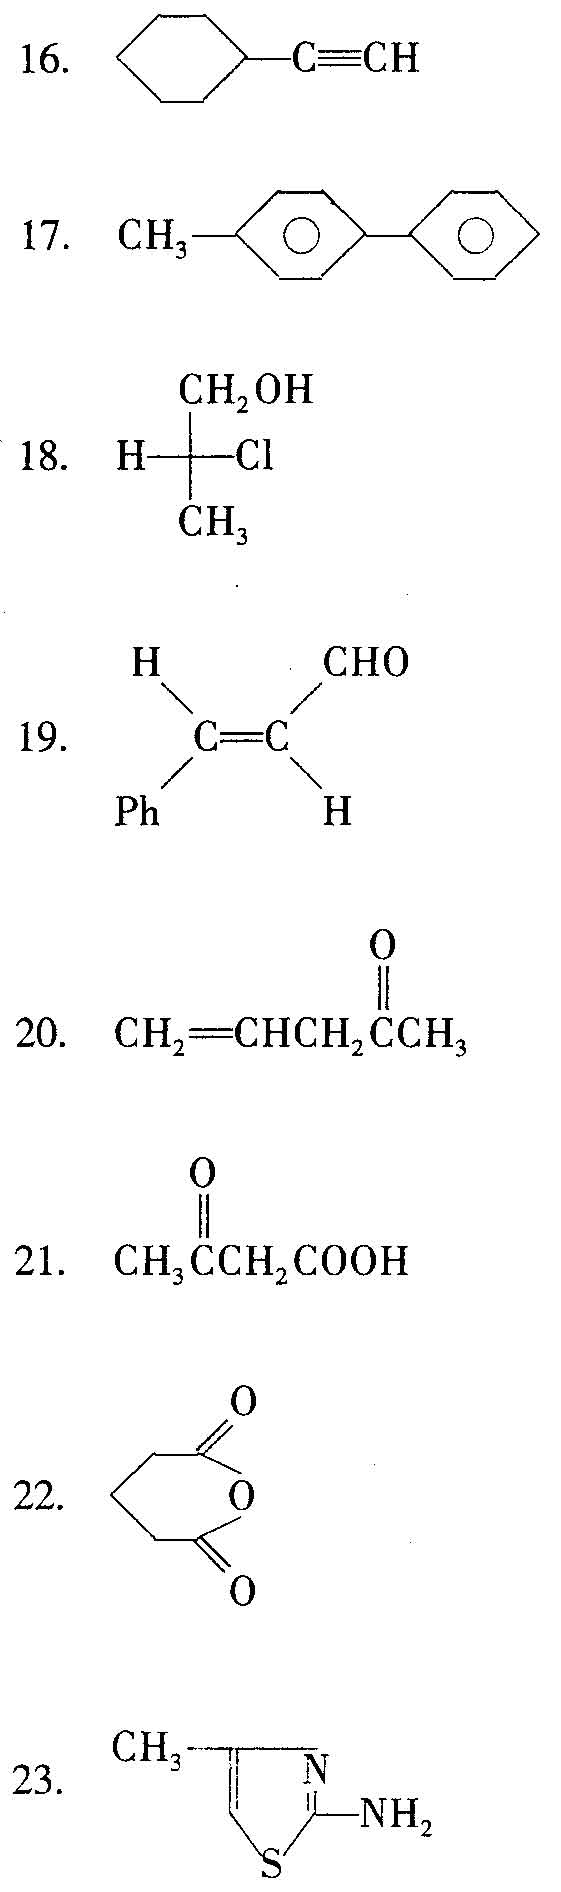 16. C≡CH
17. CH₃
CH₂OH
18. H Cl
CH₃
H CHO
19. C=C
Ph H
O
20. CH₂=CHCH₂CCH₃
O
21. CH₃CCH₂COOH
O
22. O
O
CH₃ N
23. NH₂
S